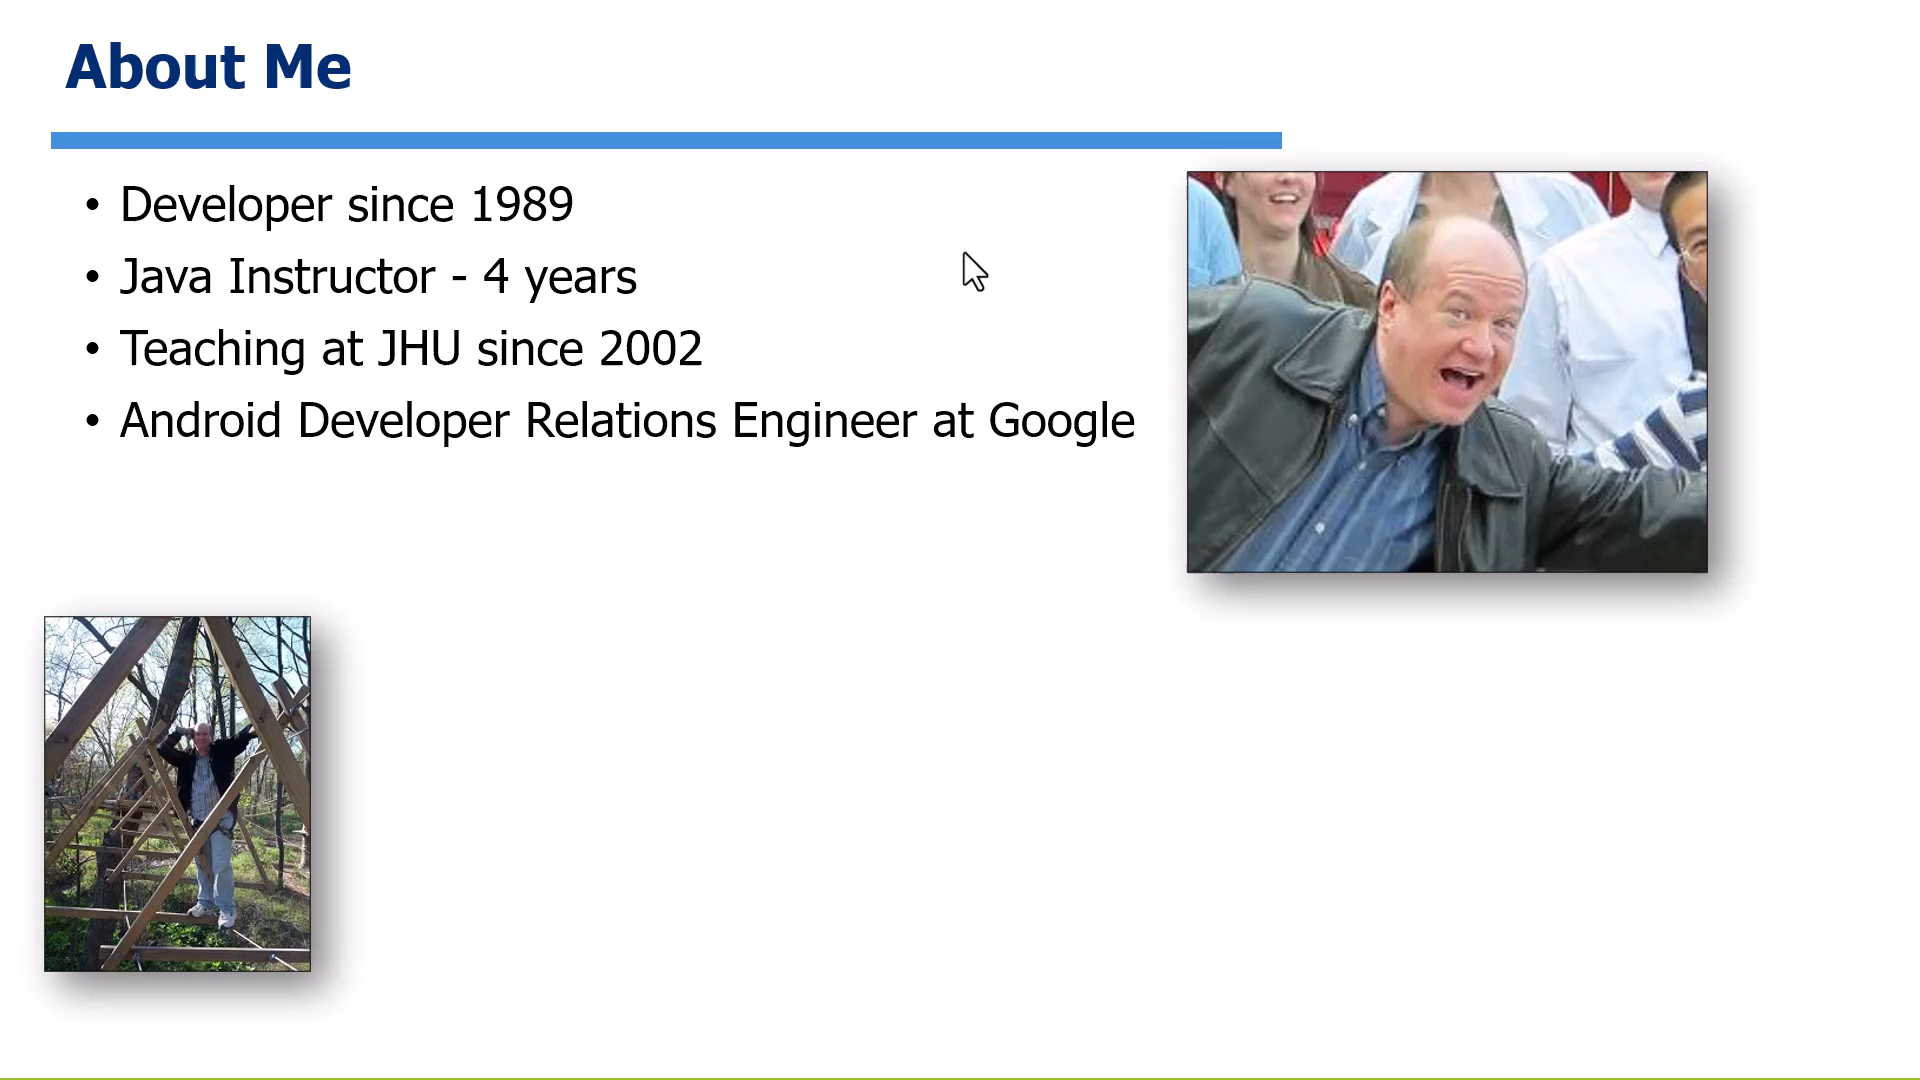 About Me
• Developer since 1989
• Java Instructor - 4 years
• Teaching at JHU since 2002
• Android Developer Relations Engineer at Google